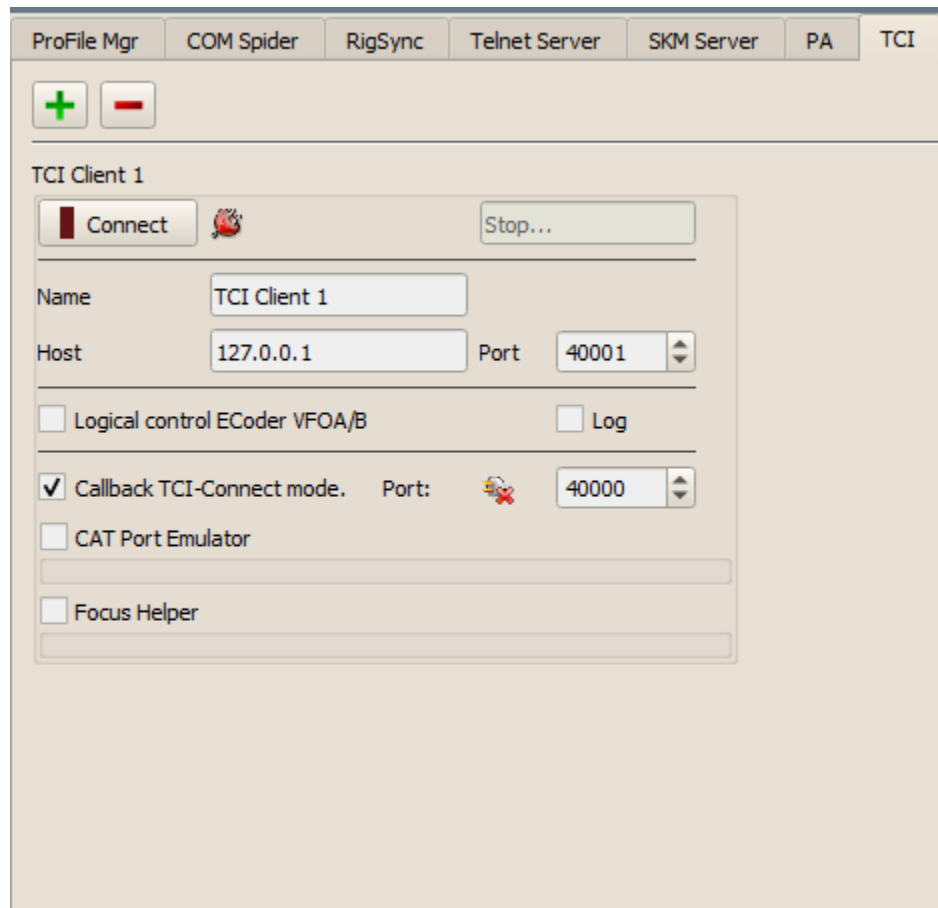 ProFile Mgr COM Spider RigSync Telnet Server SKM Server PA TCI
TCI Client 1
Connect Stop...
Name TCI Client 1
Host 127.0.0.1 Port 40001
Logical control ECoder VFOA/B Log
Callback TCI-Connect mode. Port: 40000
CAT Port Emulator
Focus Helper